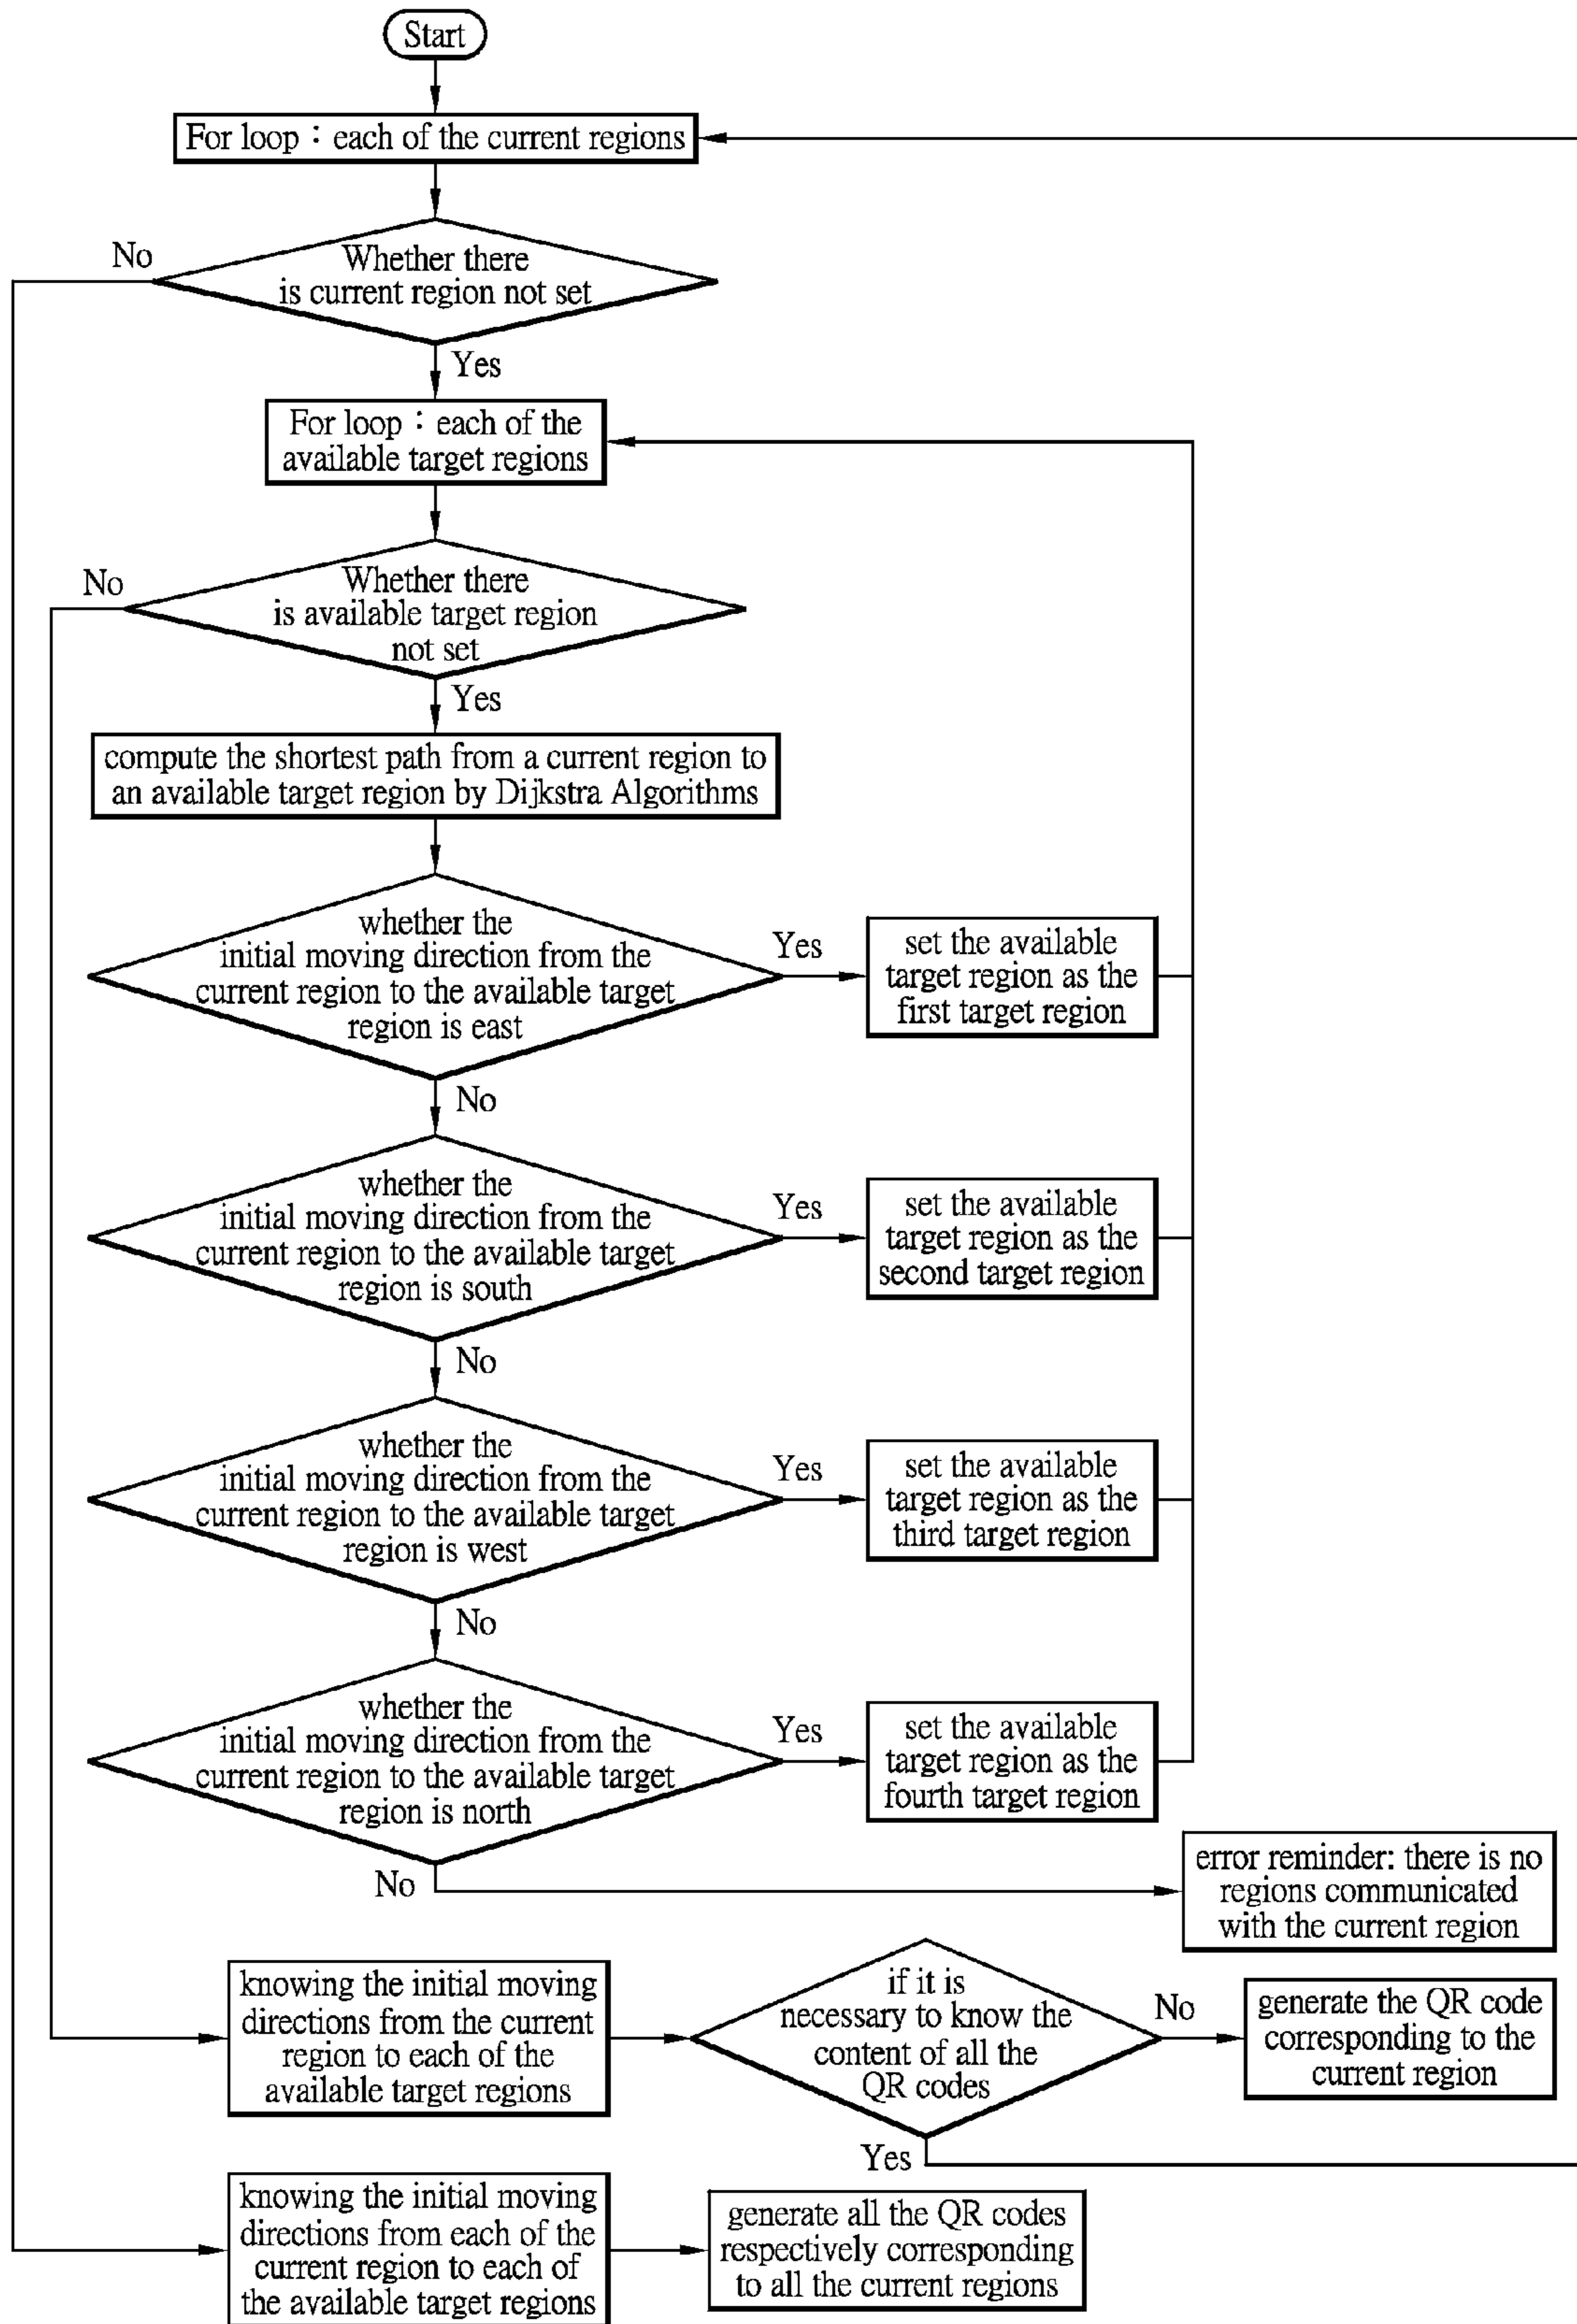 Start
For loop：each of the current regions
No
Whether there
is current region not set
Yes
For loop：each of the
available target regions
No
Whether there
is available target region
not set
Yes
compute the shortest path from a current region to
an available target region by Dijkstra Algorithms
whether the
initial moving direction from the
current region to the available target
region is east
Yes
set the available
target region as the
first target region
No
whether the
initial moving direction from the
current region to the available target
region is south
Yes
set the available
target region as the
second target region
No
whether the
initial moving direction from the
current region to the available target
region is west
Yes
set the available
target region as the
third target region
No
whether the
initial moving direction from the
current region to the available target
region is north
Yes
set the available
target region as the
fourth target region
No
error reminder: there is no
regions communicated
with the current region
knowing the initial moving
directions from the current
region to each of the
available target regions
if it is
necessary to know the
content of all the
QR codes
No
generate the QR code
corresponding to the
current region
Yes
knowing the initial moving
directions from each of the
current region to each of
the available target regions
generate all the QR codes
respectively corresponding
to all the current regions